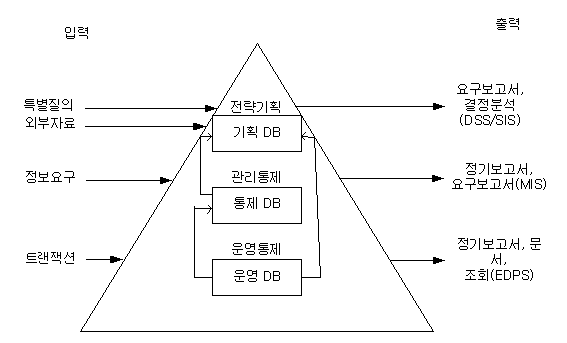 입력
출력
특별질의
외부자료
전략기획
기획 DB
요구보고서,
결정분석
(DSS/SIS)
정보요구
관리통제
통제 DB
정기보고서,
요구보고서(MIS)
트랜잭션
운영통제
운영 DB
정기보고서, 문
서,
조회(EDPS)